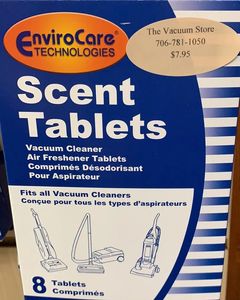 EnviroCare®
TECHNOLOGIES
The Vacuum Store
706-781-1050
$7.95
Scent
Tablets
Vacuum Cleaner
Air Freshener Tablets
Comprimés Désodorisant
Pour Aspirateur
Fits all Vacuum Cleaners
Conçue pour tous les types d'aspirateurs
8 Tablets
Comprimés